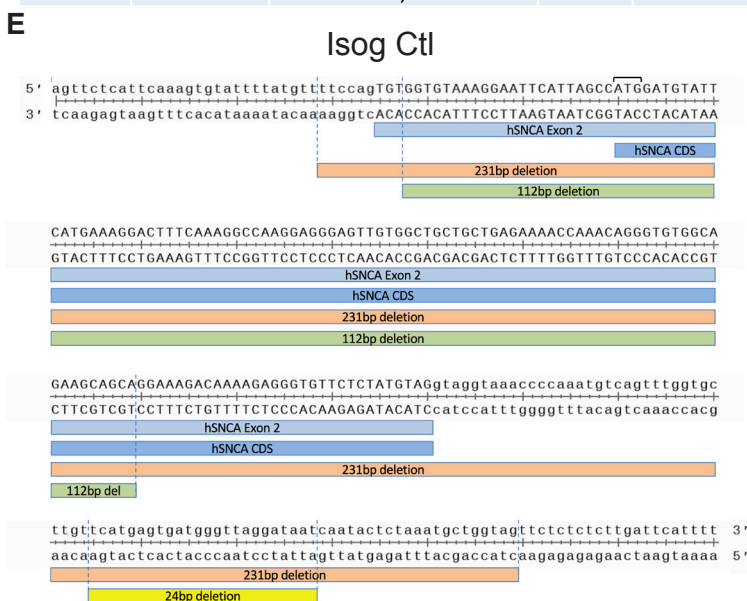 E
Isog Ctl
5' agttctcattcaaagtgtattttatgttttccagTGTGGTGTAAAGGAATTCATTAGCCATGGATGTATT
3' tcaagagtaagtttcacataaaatacaaaaggtcACACCACATTTCCTTAAGTAATCGGTACCTACATAA
hSNCA Exon 2
hSNCA CDS
231bp deletion
112bp deletion
CATGAAAGGACTTTCAAAGGCCAAGGAGGGAGTTGTGGCTGCTGCTGAGAAAACCAAACAGGGTGTGGCA
GTACTTTCCTGAAAGTTTCCGGTTCCTCCCTCAACACCGACGACGACTCTTTTGGTTTGTCCCACACCGT
hSNCA Exon 2
hSNCA CDS
231bp deletion
112bp deletion
GAAGCAGCAGGAAAGACAAAAGAGGGTGTTCTCTATGTAGgtaggtaaaccccaaatgtcagtttggtgc
CTTCGTCGTCCTTTCTGTTTTCTCCCACAAGAGATACATCcatccatttggggtttacagtcaaaccacg
hSNCA Exon 2
hSNCA CDS
231bp deletion
112bp del
ttgttcatgagtgatgggttaggataatcaatactctaaatgctggtagttctctctcttgattcatttt 3'
aacaagtactcactacccaatcctattagttatgagatttacgaccatcaagagagagaactaagtaaaa 5'
231bp deletion
24bp deletion